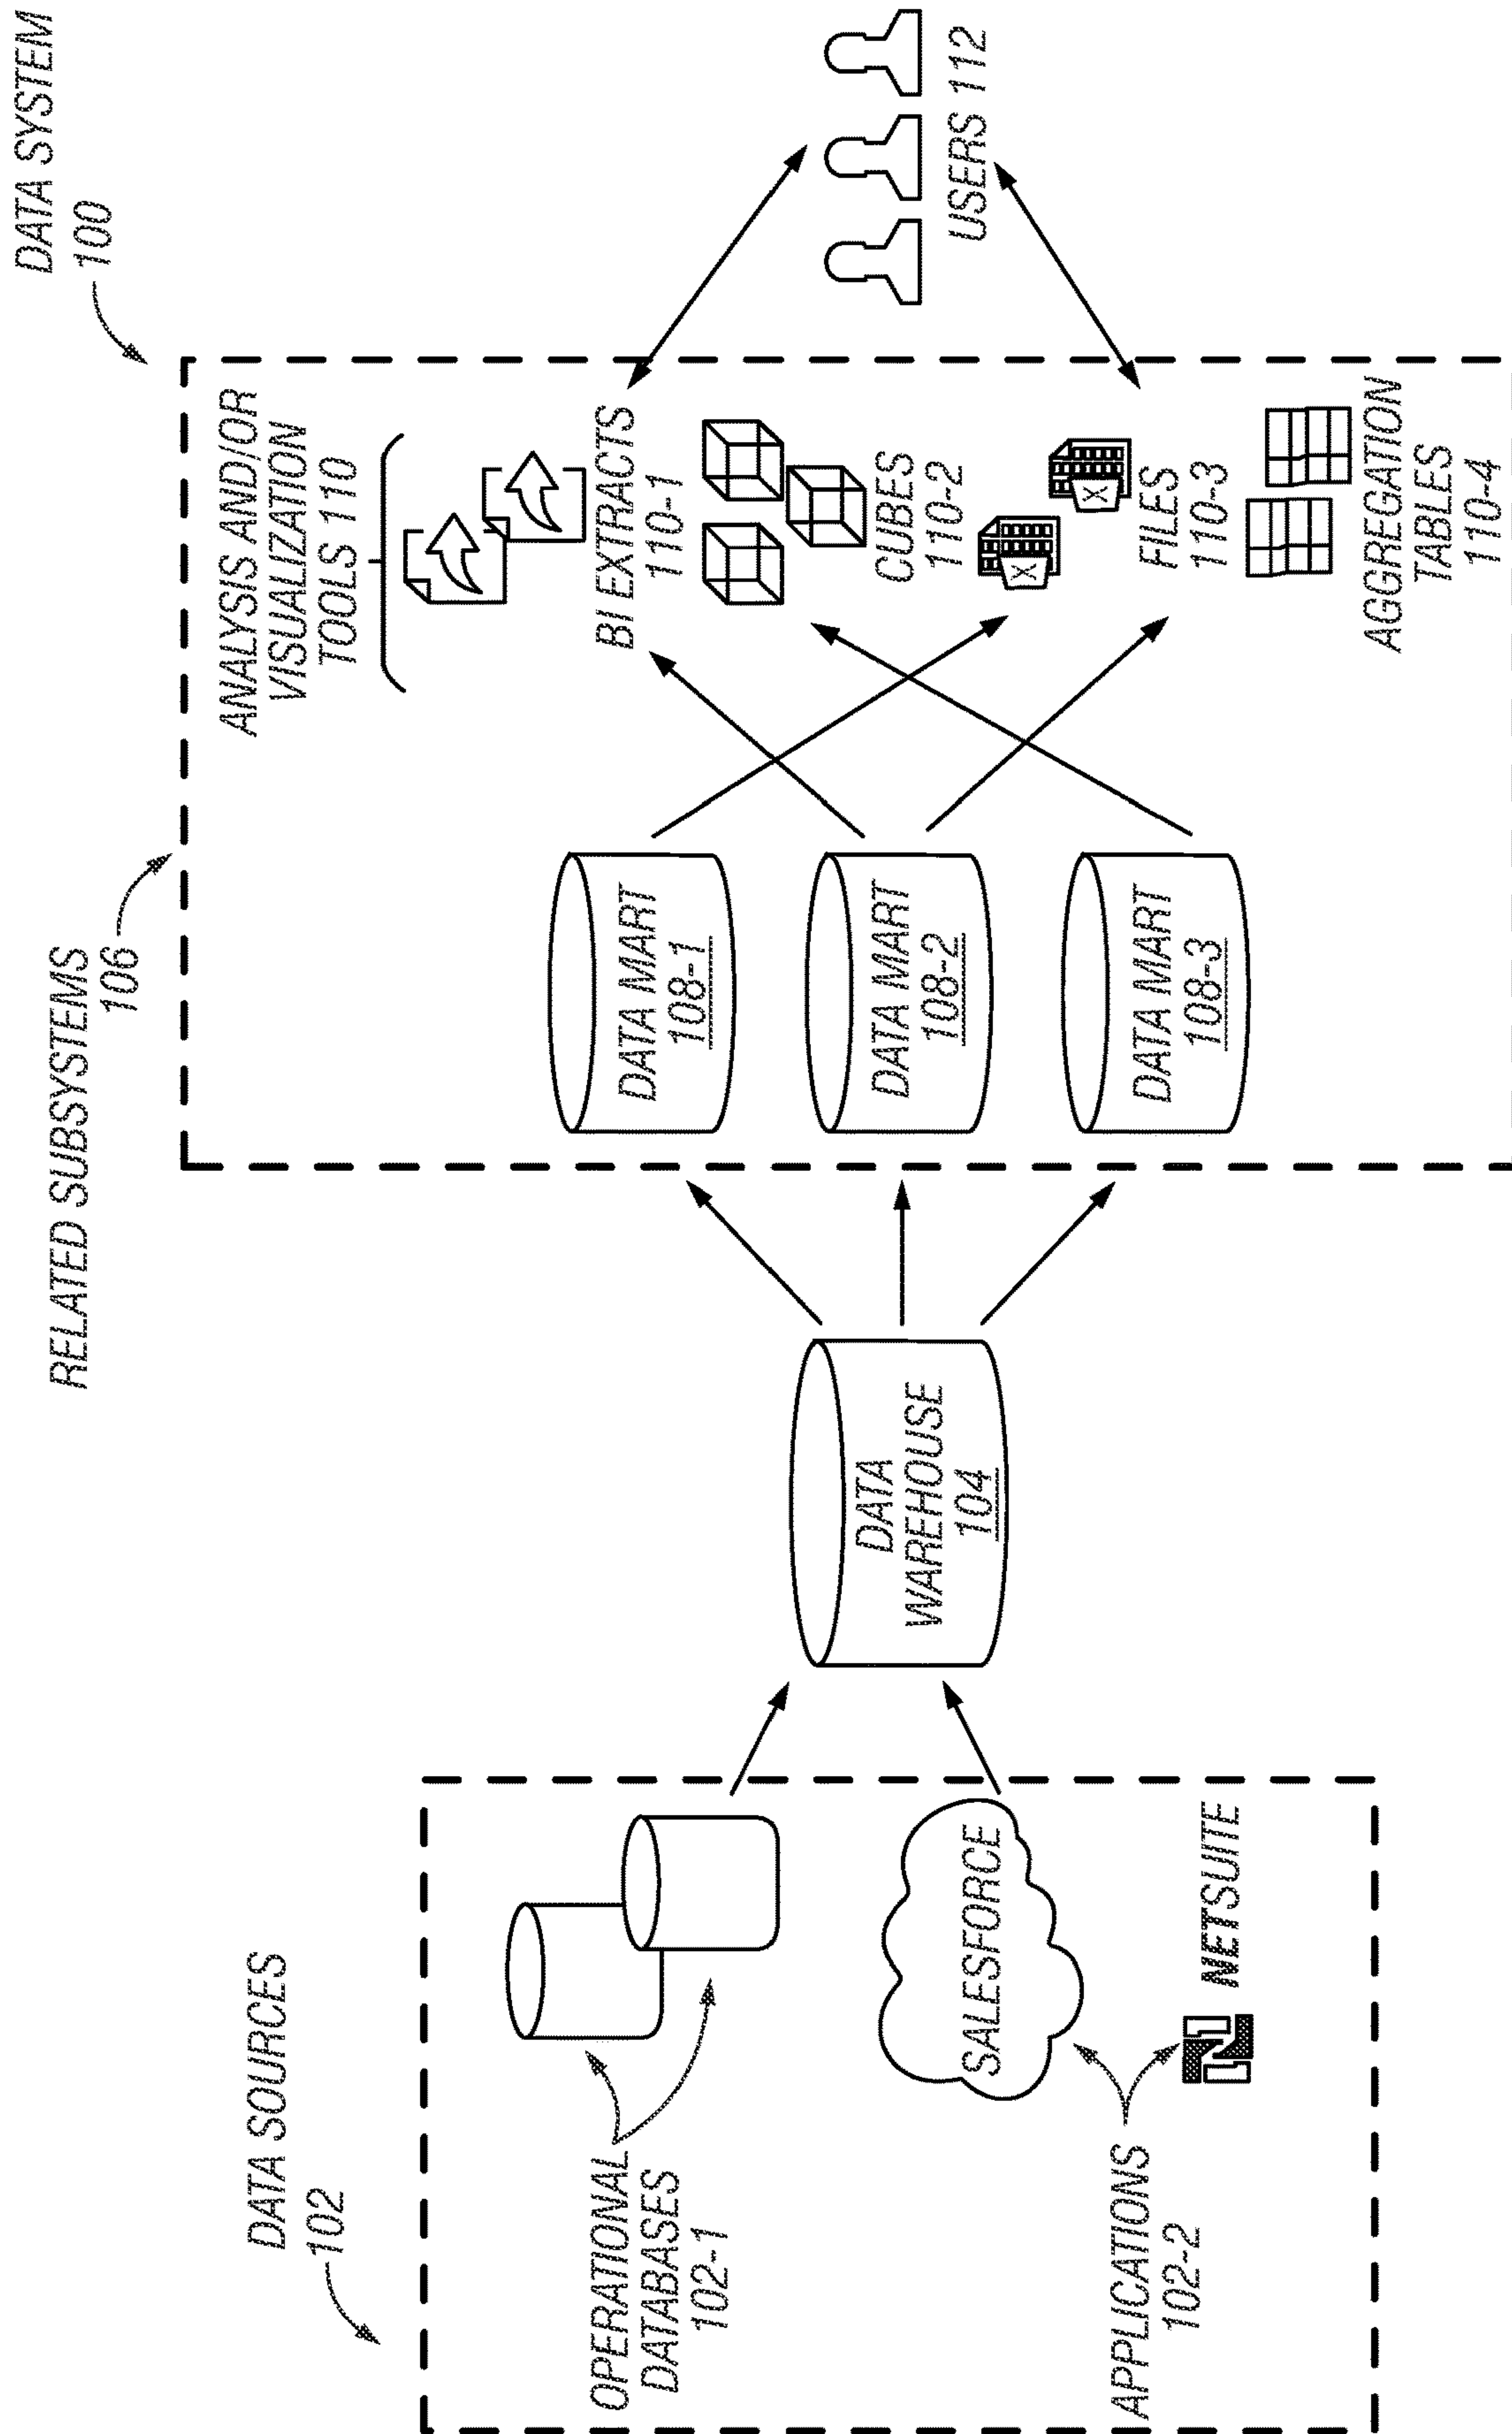 DATA SYSTEM
100
RELATED SUBSYSTEMS
106
DATA SOURCES
102
OPERATIONAL
DATABASES
102-1
SALESFORCE
APPLICATIONS
102-2
NETSUITE
DATA
WAREHOUSE
104
DATA MART
108-1
DATA MART
108-2
DATA MART
108-3
ANALYSIS AND/OR
VISUALIZATION
TOOLS 110
BI EXTRACTS
110-1
CUBES
110-2
X
X
FILES
110-3
AGGREGATION
TABLES
110-4
USERS 112